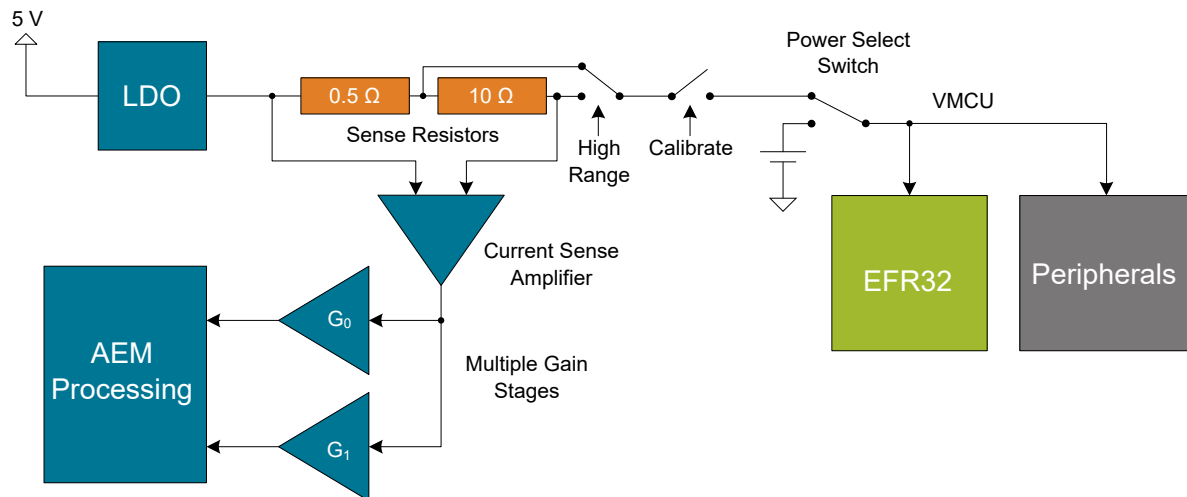 5 V
LDO
0.5 Ω
10 Ω
Sense Resistors
High
Range
Calibrate
Power Select
Switch
VMCU
Current Sense
Amplifier
EFR32
Peripherals
AEM
Processing
G₀
Multiple Gain
Stages
G₁